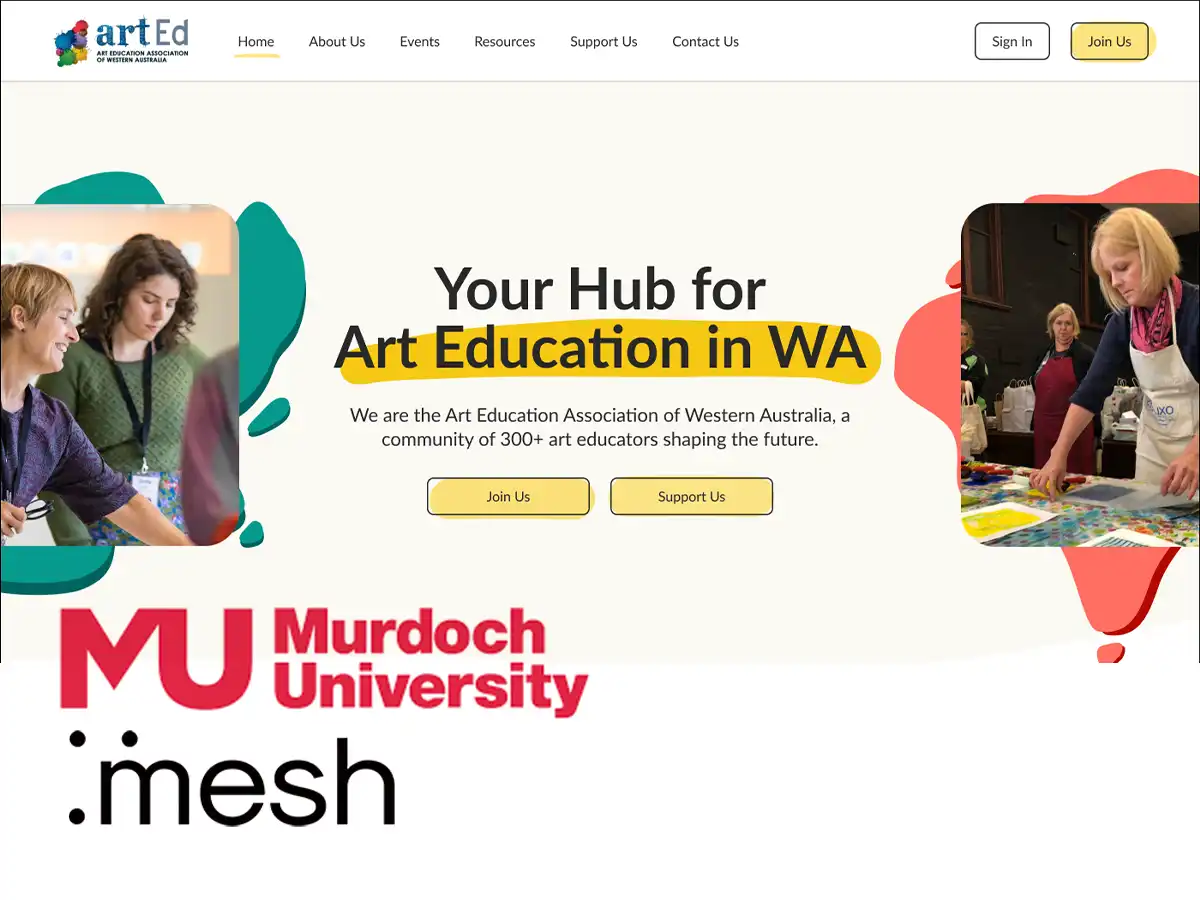 artEd
ART EDUCATION ASSOCIATION
OF WESTERN AUSTRALIA
Home
About Us
Events
Resources
Support Us
Contact Us
Sign In
Join Us
Your Hub for
Art Education in WA
We are the Art Education Association of Western Australia, a
community of 300+ art educators shaping the future.
Join Us
Support Us
MU
Murdoch
University
mesh